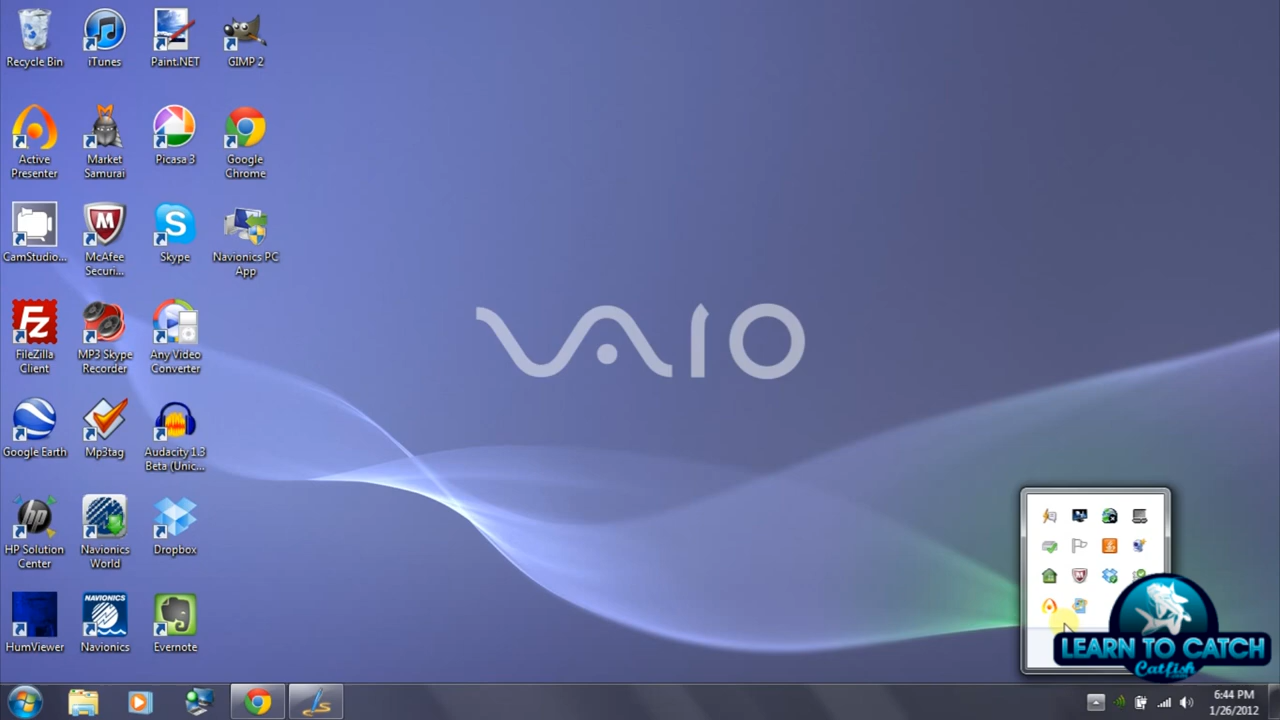 Recycle Bin
iTunes
Paint.NET
GIMP 2
Active
Presenter
Market
Samurai
Picasa 3
Google
Chrome
CamStudio...
McAfee
Securi...
Skype
Navionics PC
App
FileZilla
Client
MP3 Skype
Recorder
Any Video
Converter
Google Earth
Mp3tag
Audacity 1.3
Beta (Unic...
HP Solution
Center
Navionics
World
Dropbox
HumViewer
NAVIONICS
Navionics
Evernote
VAIO
Fz
M
S
hp
LEARN TO CATCH
Catfish
6:44 PM
1/26/2012